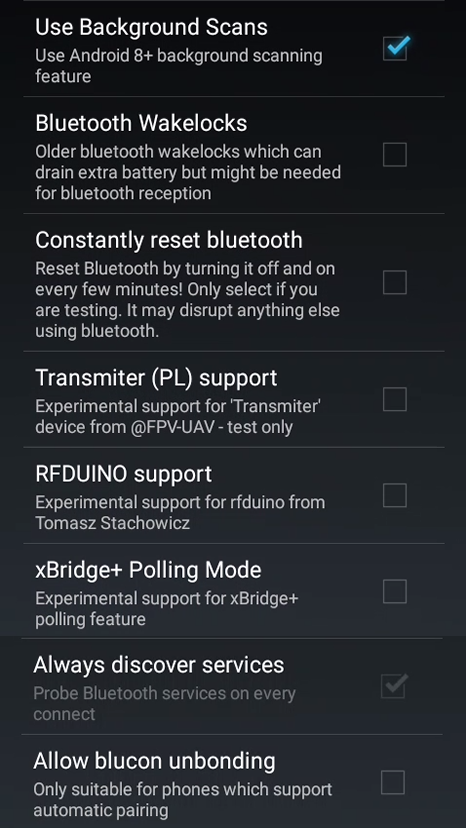 Use Background Scans
Use Android 8+ background scanning
feature
Bluetooth Wakelocks
Older bluetooth wakelocks which can
drain extra battery but might be needed
for bluetooth reception
Constantly reset bluetooth
Reset Bluetooth by turning it off and on
every few minutes! Only select if you
are testing. It may disrupt anything else
using bluetooth.
Transmiter (PL) support
Experimental support for 'Transmiter'
device from @FPV-UAV - test only
RFDUINO support
Experimental support for rfduino from
Tomasz Stachowicz
xBridge+ Polling Mode
Experimental support for xBridge+
polling feature
Always discover services
Probe Bluetooth services on every
connect
Allow blucon unbonding
Only suitable for phones which support
automatic pairing